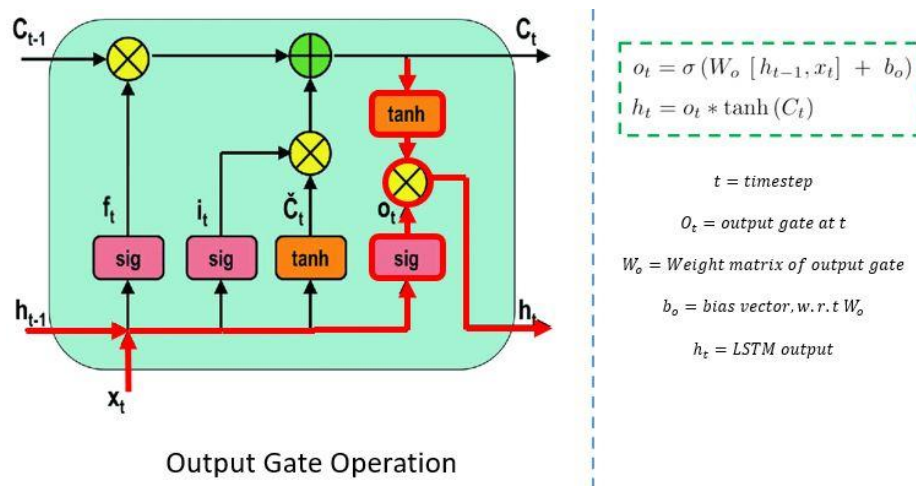 C_{t-1}
C_t
tanh
f_t
i_t
Č_t
o_t
sig
sig
tanh
sig
h_{t-1}
h_t
x_t
Output Gate Operation
o_t = σ (W_o [h_{t-1}, x_t] + b_o)
h_t = o_t * tanh (C_t)
t = timestep
O_t = output gate at t
W_o = Weight matrix of output gate
b_o = bias vector, w.r.t W_o
h_t = LSTM output